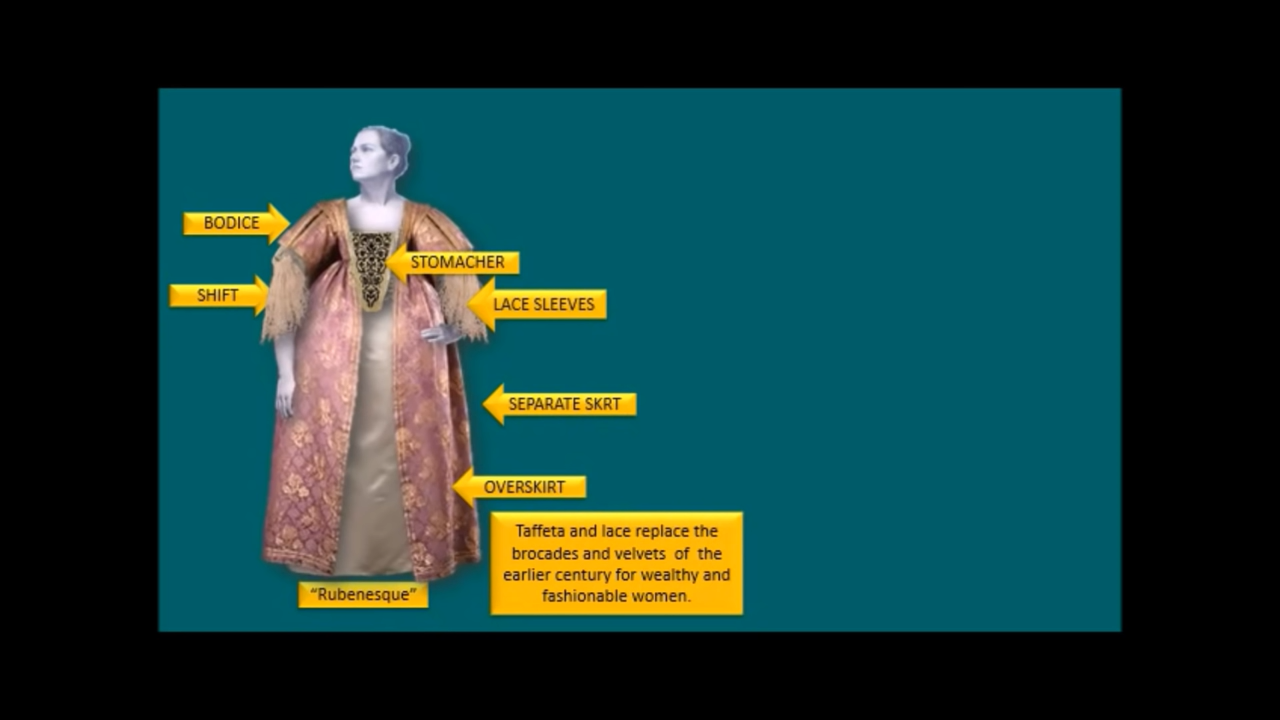 BODICE
STOMACHER
SHIFT
LACE SLEEVES
SEPARATE SKRT
OVERSKIRT
Taffeta and lace replace the
brocades and velvets of the
earlier century for wealthy and
fashionable women.
“Rubenesque”